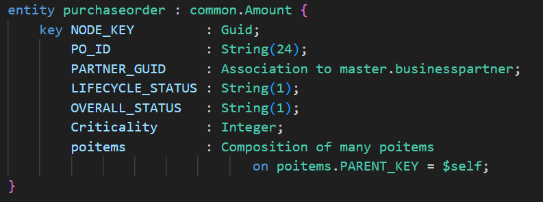 entity purchaseorder : common.Amount {
    key NODE_KEY         : Guid;
    PO_ID            : String(24);
    PARTNER_GUID     : Association to master.businesspartner;
    LIFECYCLE_STATUS : String(1);
    OVERALL_STATUS   : String(1);
    Criticality      : Integer;
    poitems          : Composition of many poitems
                           on poitems.PARENT_KEY = $self;
}